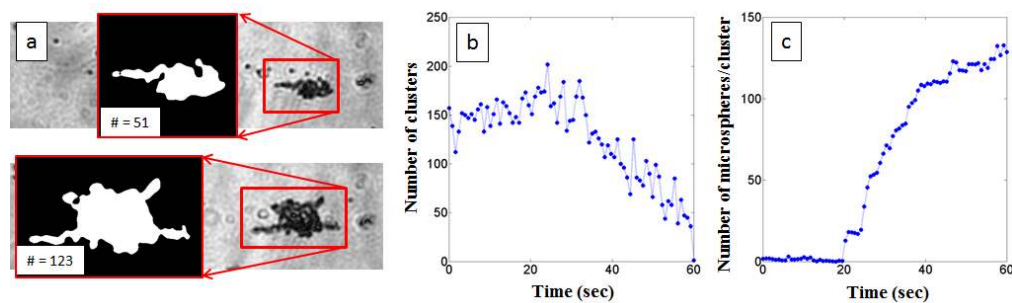 a
# = 51
# = 123
b
Number of clusters
250
200
150
100
50
0
0
20
40
60
Time (sec)
c
Number of microspheres/cluster
150
100
50
0
0
20
40
60
Time (sec)